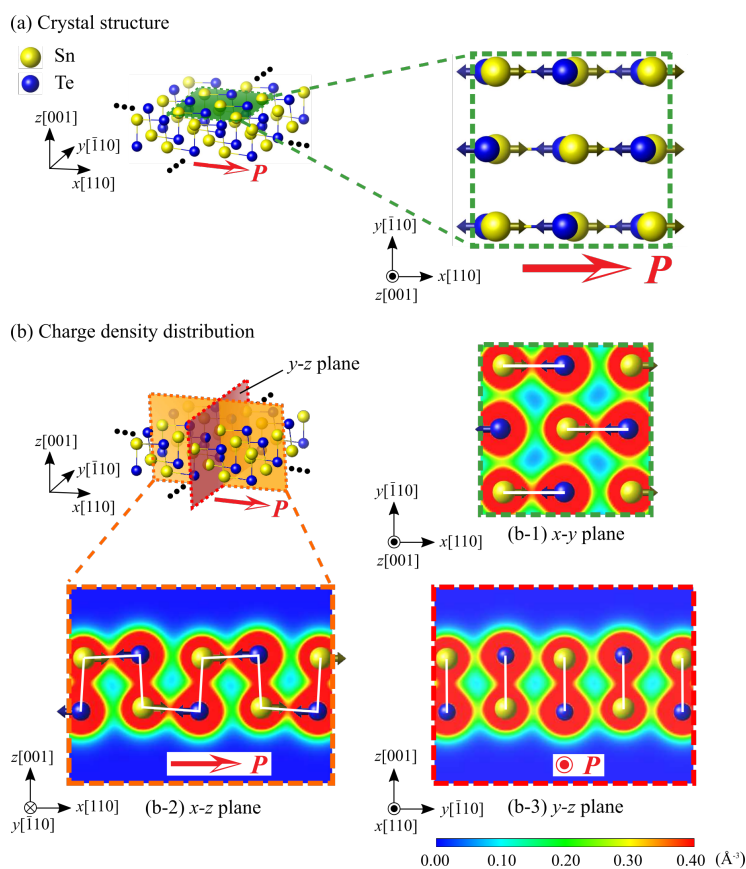 (a) Crystal structure
Sn
Te
z[001]
y[1̄10]
x[110]
P
y[1̄10]
x[110]
z[001]
P
(b) Charge density distribution
y-z plane
z[001]
y[1̄10]
x[110]
P
y[1̄10]
x[110]
z[001]
(b-1) x-y plane
P
z[001]
x[110]
y[1̄10]
(b-2) x-z plane
P
z[001]
y[1̄10]
x[110]
(b-3) y-z plane
0.00 0.10 0.20 0.30 0.40 (Å⁻³)